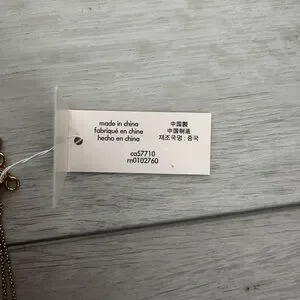 made in china
fabriqué en chine
hecho en china
ca57710
rn0102760
中国製
中国制造
제조국명 : 중국